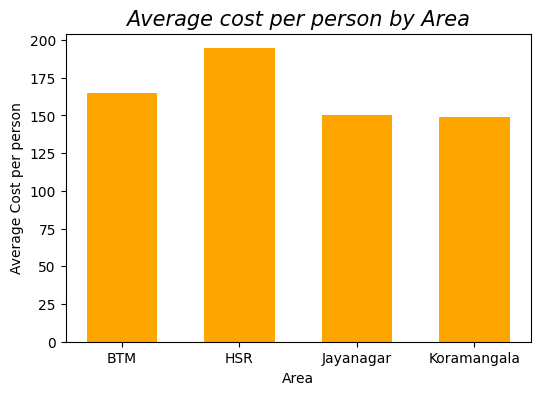 Average cost per person by Area
200
175
150
125
100
75
50
25
0
Average Cost per person
BTM
HSR
Jayanagar
Koramangala
Area